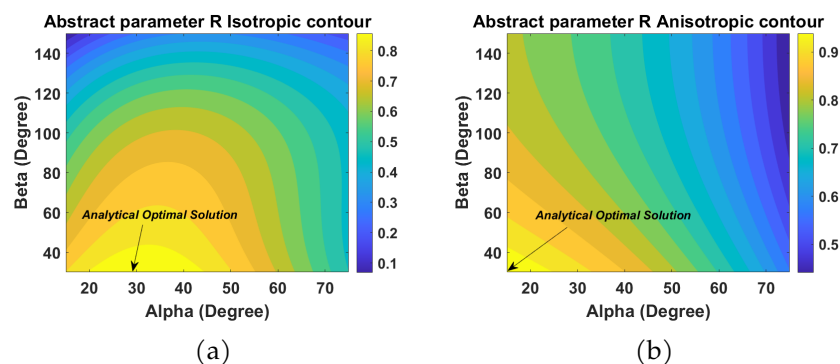 Abstract parameter R Isotropic contour
140
120
100
80
60
40
Beta (Degree)
Analytical Optimal Solution
20 30 40 50 60 70
Alpha (Degree)
0.8
0.7
0.6
0.5
0.4
0.3
0.2
0.1
(a)
Abstract parameter R Anisotropic contour
140
120
100
80
60
40
Beta (Degree)
Analytical Optimal Solution
20 30 40 50 60 70
Alpha (Degree)
0.9
0.8
0.7
0.6
0.5
(b)